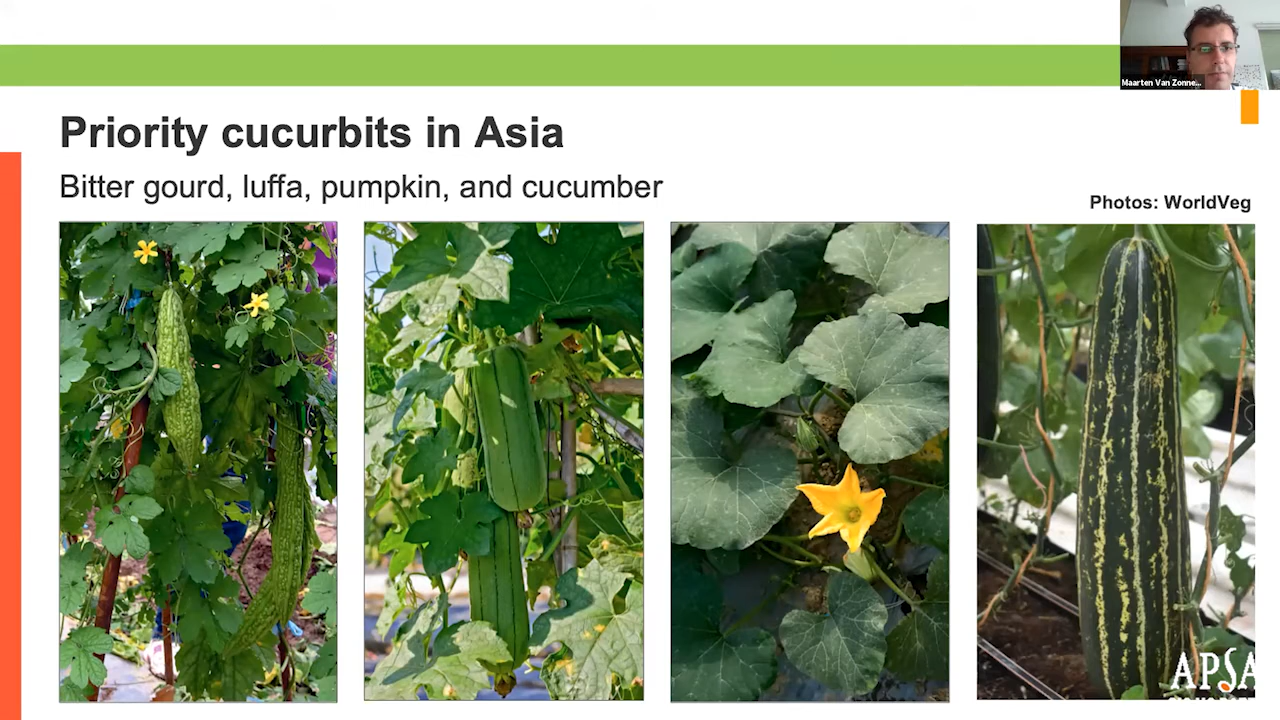 Maarten Van Zonne...
Priority cucurbits in Asia
Bitter gourd, luffa, pumpkin, and cucumber
Photos: WorldVeg
APSA